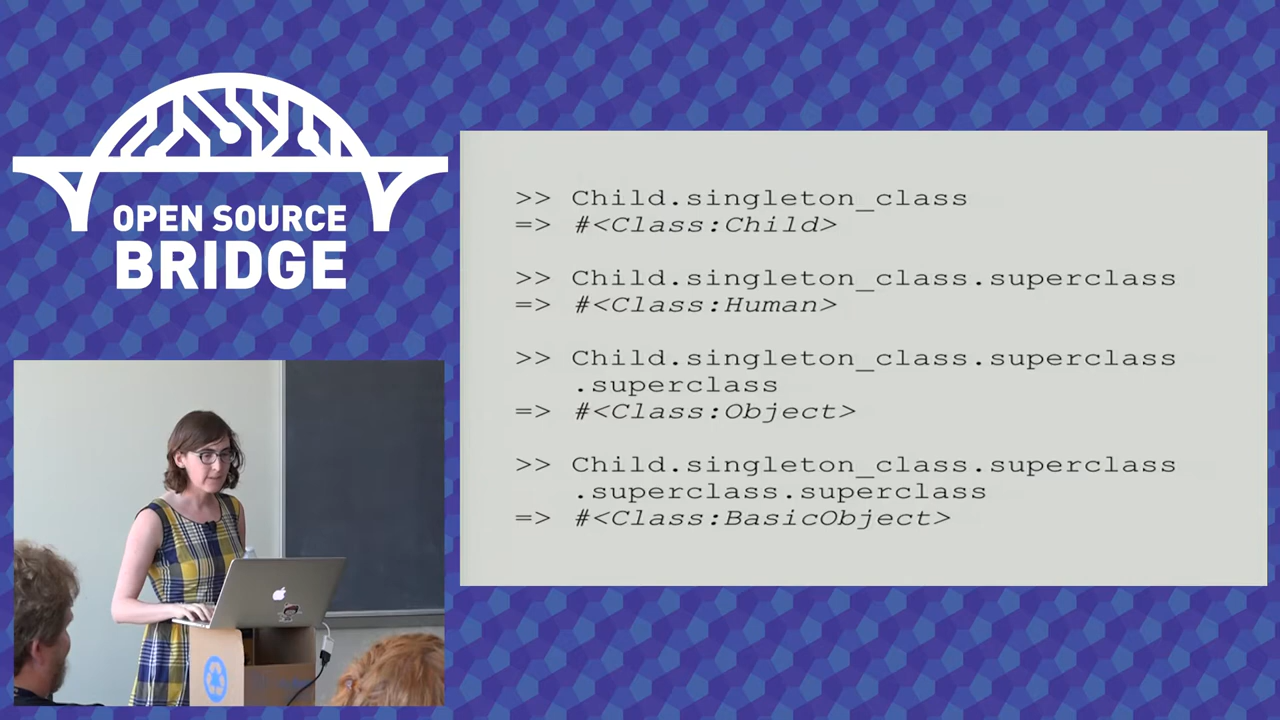 OPEN SOURCE
BRIDGE
>> Child.singleton_class
=> #<Class:Child>
>> Child.singleton_class.superclass
=> #<Class:Human>
>> Child.singleton_class.superclass
.superclass
=> #<Class:Object>
>> Child.singleton_class.superclass
.superclass.superclass
=> #<Class:BasicObject>